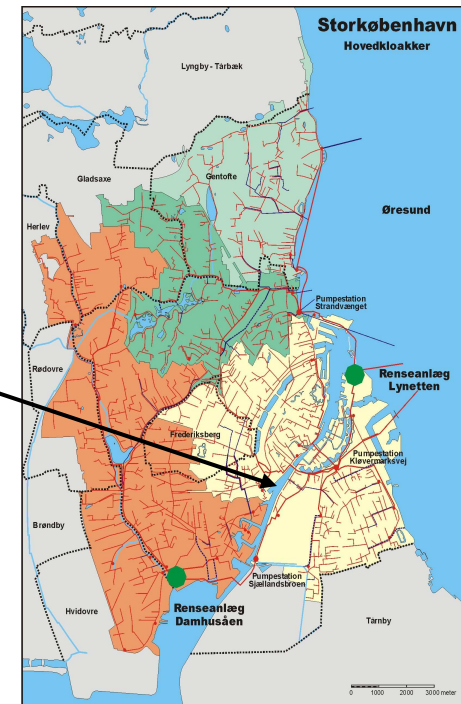 Storkøbenhavn
Hovedkloakker
Lyngby - Tårbæk
Gladsaxe
Gentofte
Herlev
Øresund
Pumpestation
Strandvænget
Rødovre
Renseanlæg
Lynetten
Frederiksberg
Pumpestation
Kløvermarksvej
Brøndby
Pumpestation
Sjællandsbroen
Renseanlæg
Damhusåen
Hvidovre
Tårnby
0 1000 2000 3000 meter